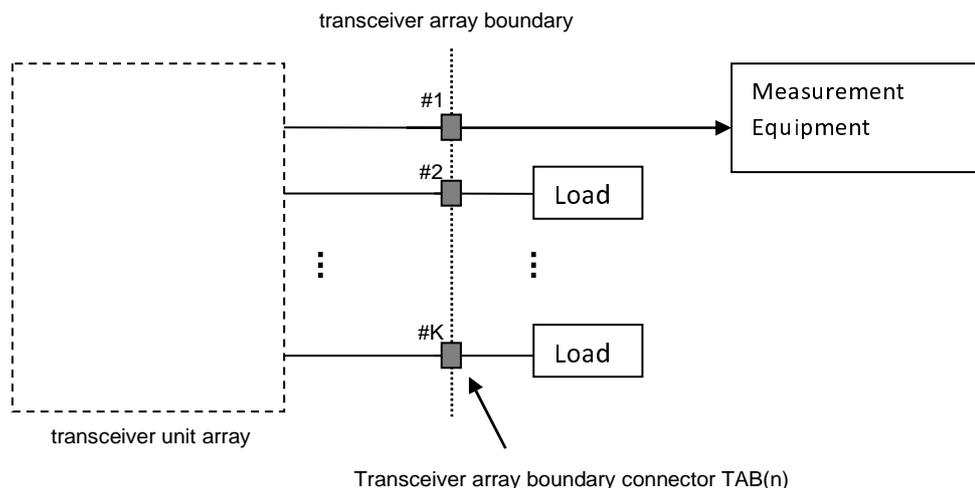 transceiver array boundary
#1
Measurement
Equipment
#2
Load
#K
Load
transceiver unit array
Transceiver array boundary connector TAB(n)